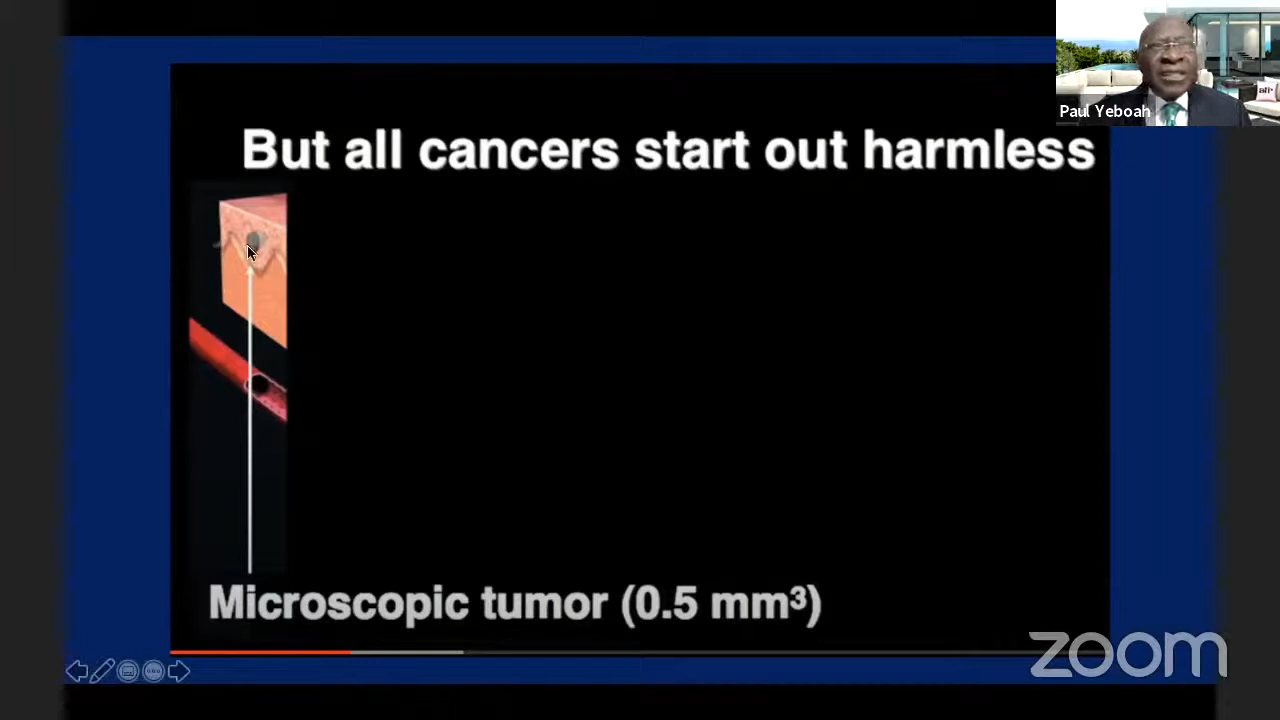 Paul Yeboah
But all cancers start out harmless
Microscopic tumor (0.5 mm³)
zoom